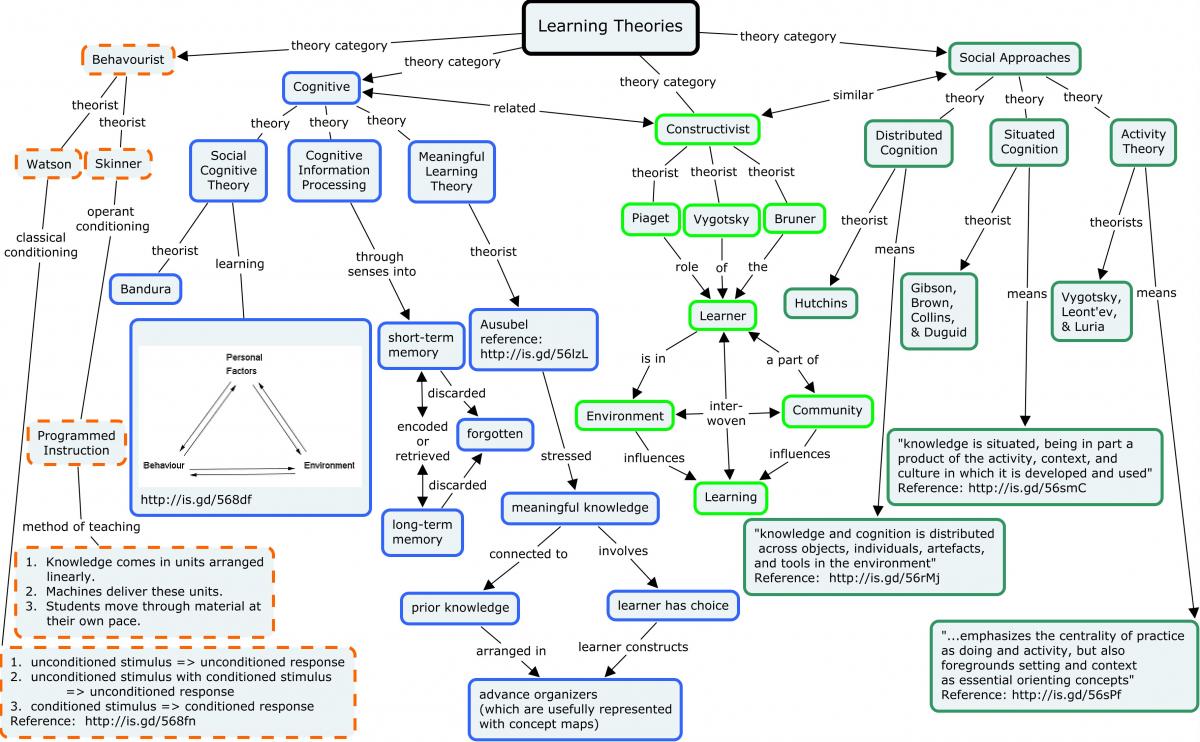 Learning Theories
theory category
theory category
theory category
theory category
Behavourist
Cognitive
Constructivist
Social Approaches
related
similar
theorist
theorist
Watson
Skinner
classical
conditioning
operant
conditioning
Programmed
Instruction
method of teaching
1. Knowledge comes in units arranged
linearly.
2. Machines deliver these units.
3. Students move through material at
their own pace.
1. unconditioned stimulus => unconditioned response
2. unconditioned stimulus with conditioned stimulus
=> unconditioned response
3. conditioned stimulus => conditioned response
Reference: http://is.gd/568fn
theory
theory
theory
Social
Cognitive
Theory
Cognitive
Information
Processing
Meaningful
Learning
Theory
theorist
Bandura
learning
Personal
Factors
Behaviour
Environment
http://is.gd/568df
through
senses into
short-term
memory
discarded
forgotten
encoded
or
retrieved
discarded
long-term
memory
theorist
Ausubel
reference:
http://is.gd/56IzL
stressed
meaningful knowledge
connected to
involves
prior knowledge
learner has choice
arranged in
learner constructs
advance organizers
(which are usefully represented
with concept maps)
theorist
theorist
theorist
Piaget
Vygotsky
Bruner
role
of
the
Learner
is in
a part of
Environment
inter-
woven
Community
influences
influences
Learning
theory
theory
theory
Distributed
Cognition
Situated
Cognition
Activity
Theory
theorist
means
Hutchins
theorist
means
Gibson,
Brown,
Collins,
& Duguid
theorists
means
Vygotsky,
Leont'ev,
& Luria
"knowledge is situated, being in part a
product of the activity, context, and
culture in which it is developed and used"
Reference: http://is.gd/56smC
"knowledge and cognition is distributed
across objects, individuals, artefacts,
and tools in the environment"
Reference: http://is.gd/56rMj
"...emphasizes the centrality of practice
as doing and activity, but also
foregrounds setting and context
as essential orienting concepts"
Reference: http://is.gd/56sPf